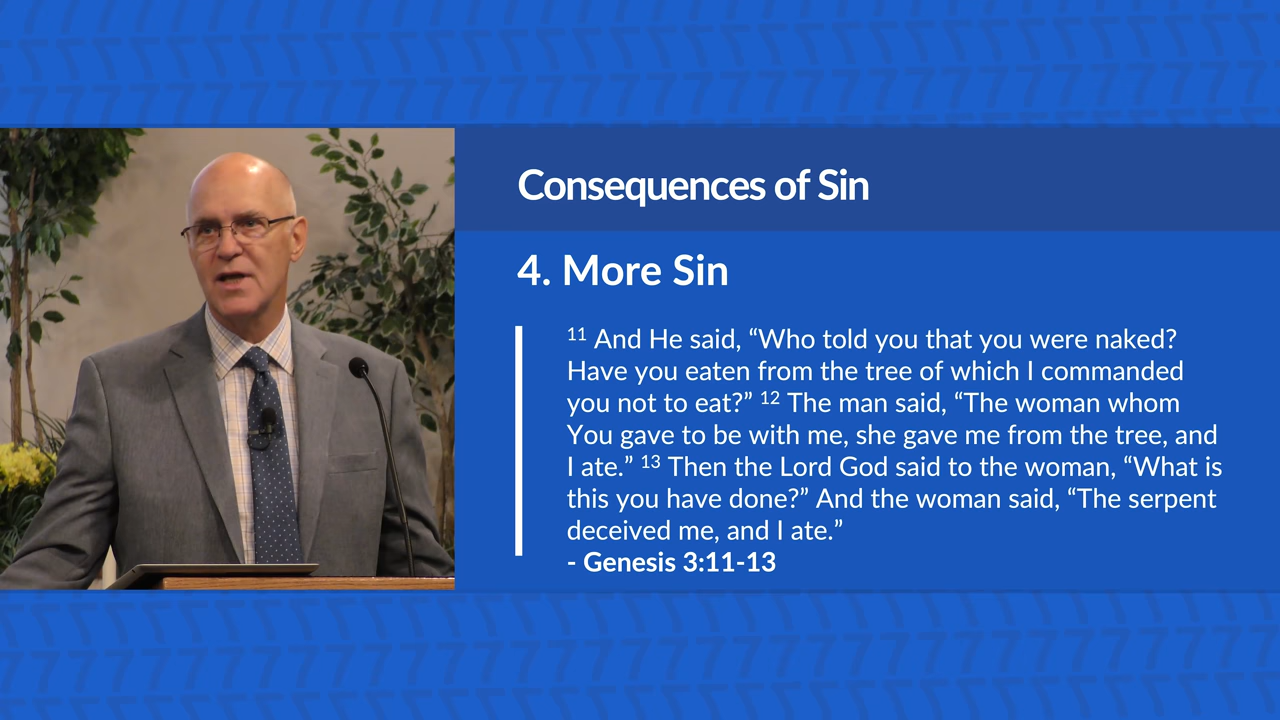 Consequences of Sin
4. More Sin
¹¹ And He said, “Who told you that you were naked?
Have you eaten from the tree of which I commanded
you not to eat?” ¹² The man said, “The woman whom
You gave to be with me, she gave me from the tree, and
I ate.” ¹³ Then the Lord God said to the woman, “What is
this you have done?” And the woman said, “The serpent
deceived me, and I ate.”
- Genesis 3:11-13